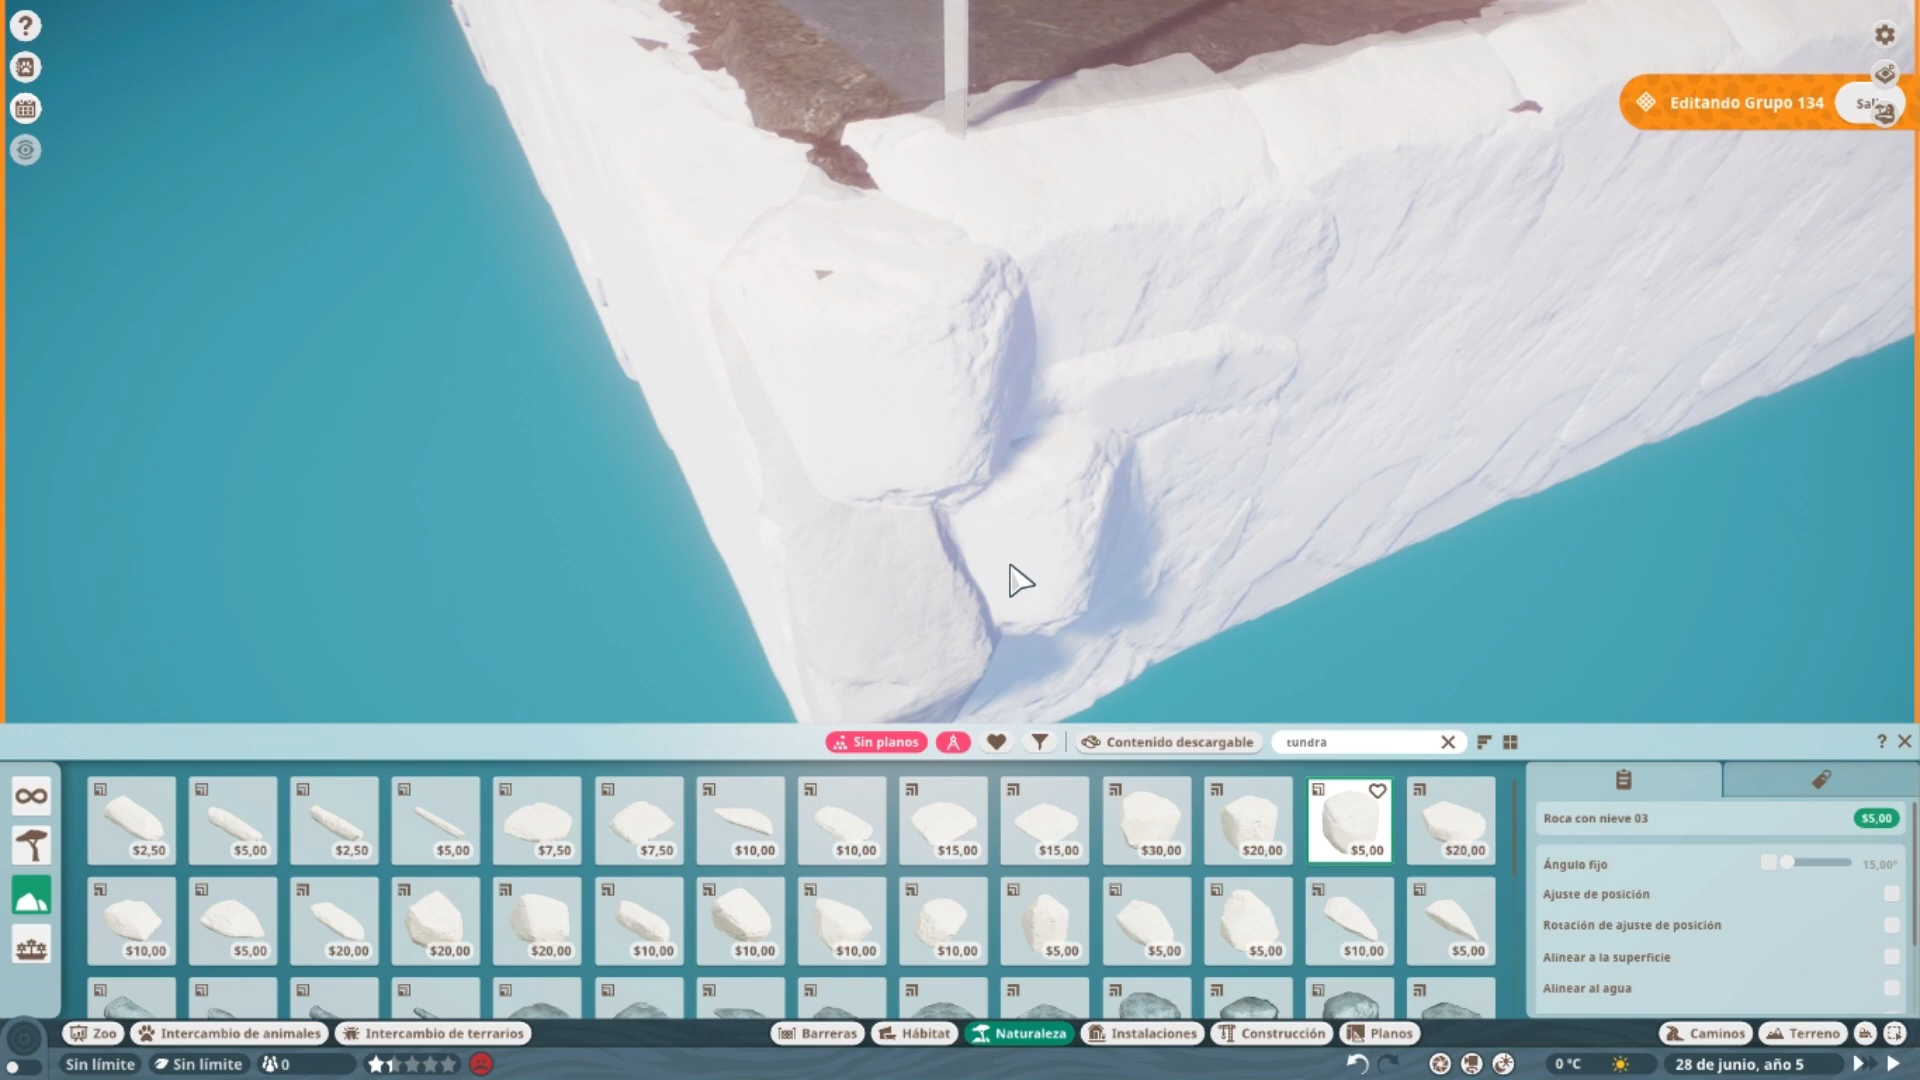 Editando Grupo 134
Sin planos
Contenido descargable
tundra
$2,50 $5,00 $2,50 $5,00 $7,50 $7,50 $10,00 $10,00 $15,00 $15,00 $30,00 $20,00 $5,00 $20,00
$10,00 $5,00 $20,00 $20,00 $20,00 $10,00 $10,00 $10,00 $10,00 $5,00 $5,00 $5,00 $10,00 $5,00
Roca con nieve 03 $5,00
Ángulo fijo 15,00°
Ajuste de posición
Rotación de ajuste de posición
Alinear a la superficie
Alinear al agua
Zoo Intercambio de animales Intercambio de terrarios Barreras Hábitat Naturaleza Instalaciones Construcción Planos Caminos Terreno
Sin límite Sin límite 0 0 °C 28 de junio, año 5